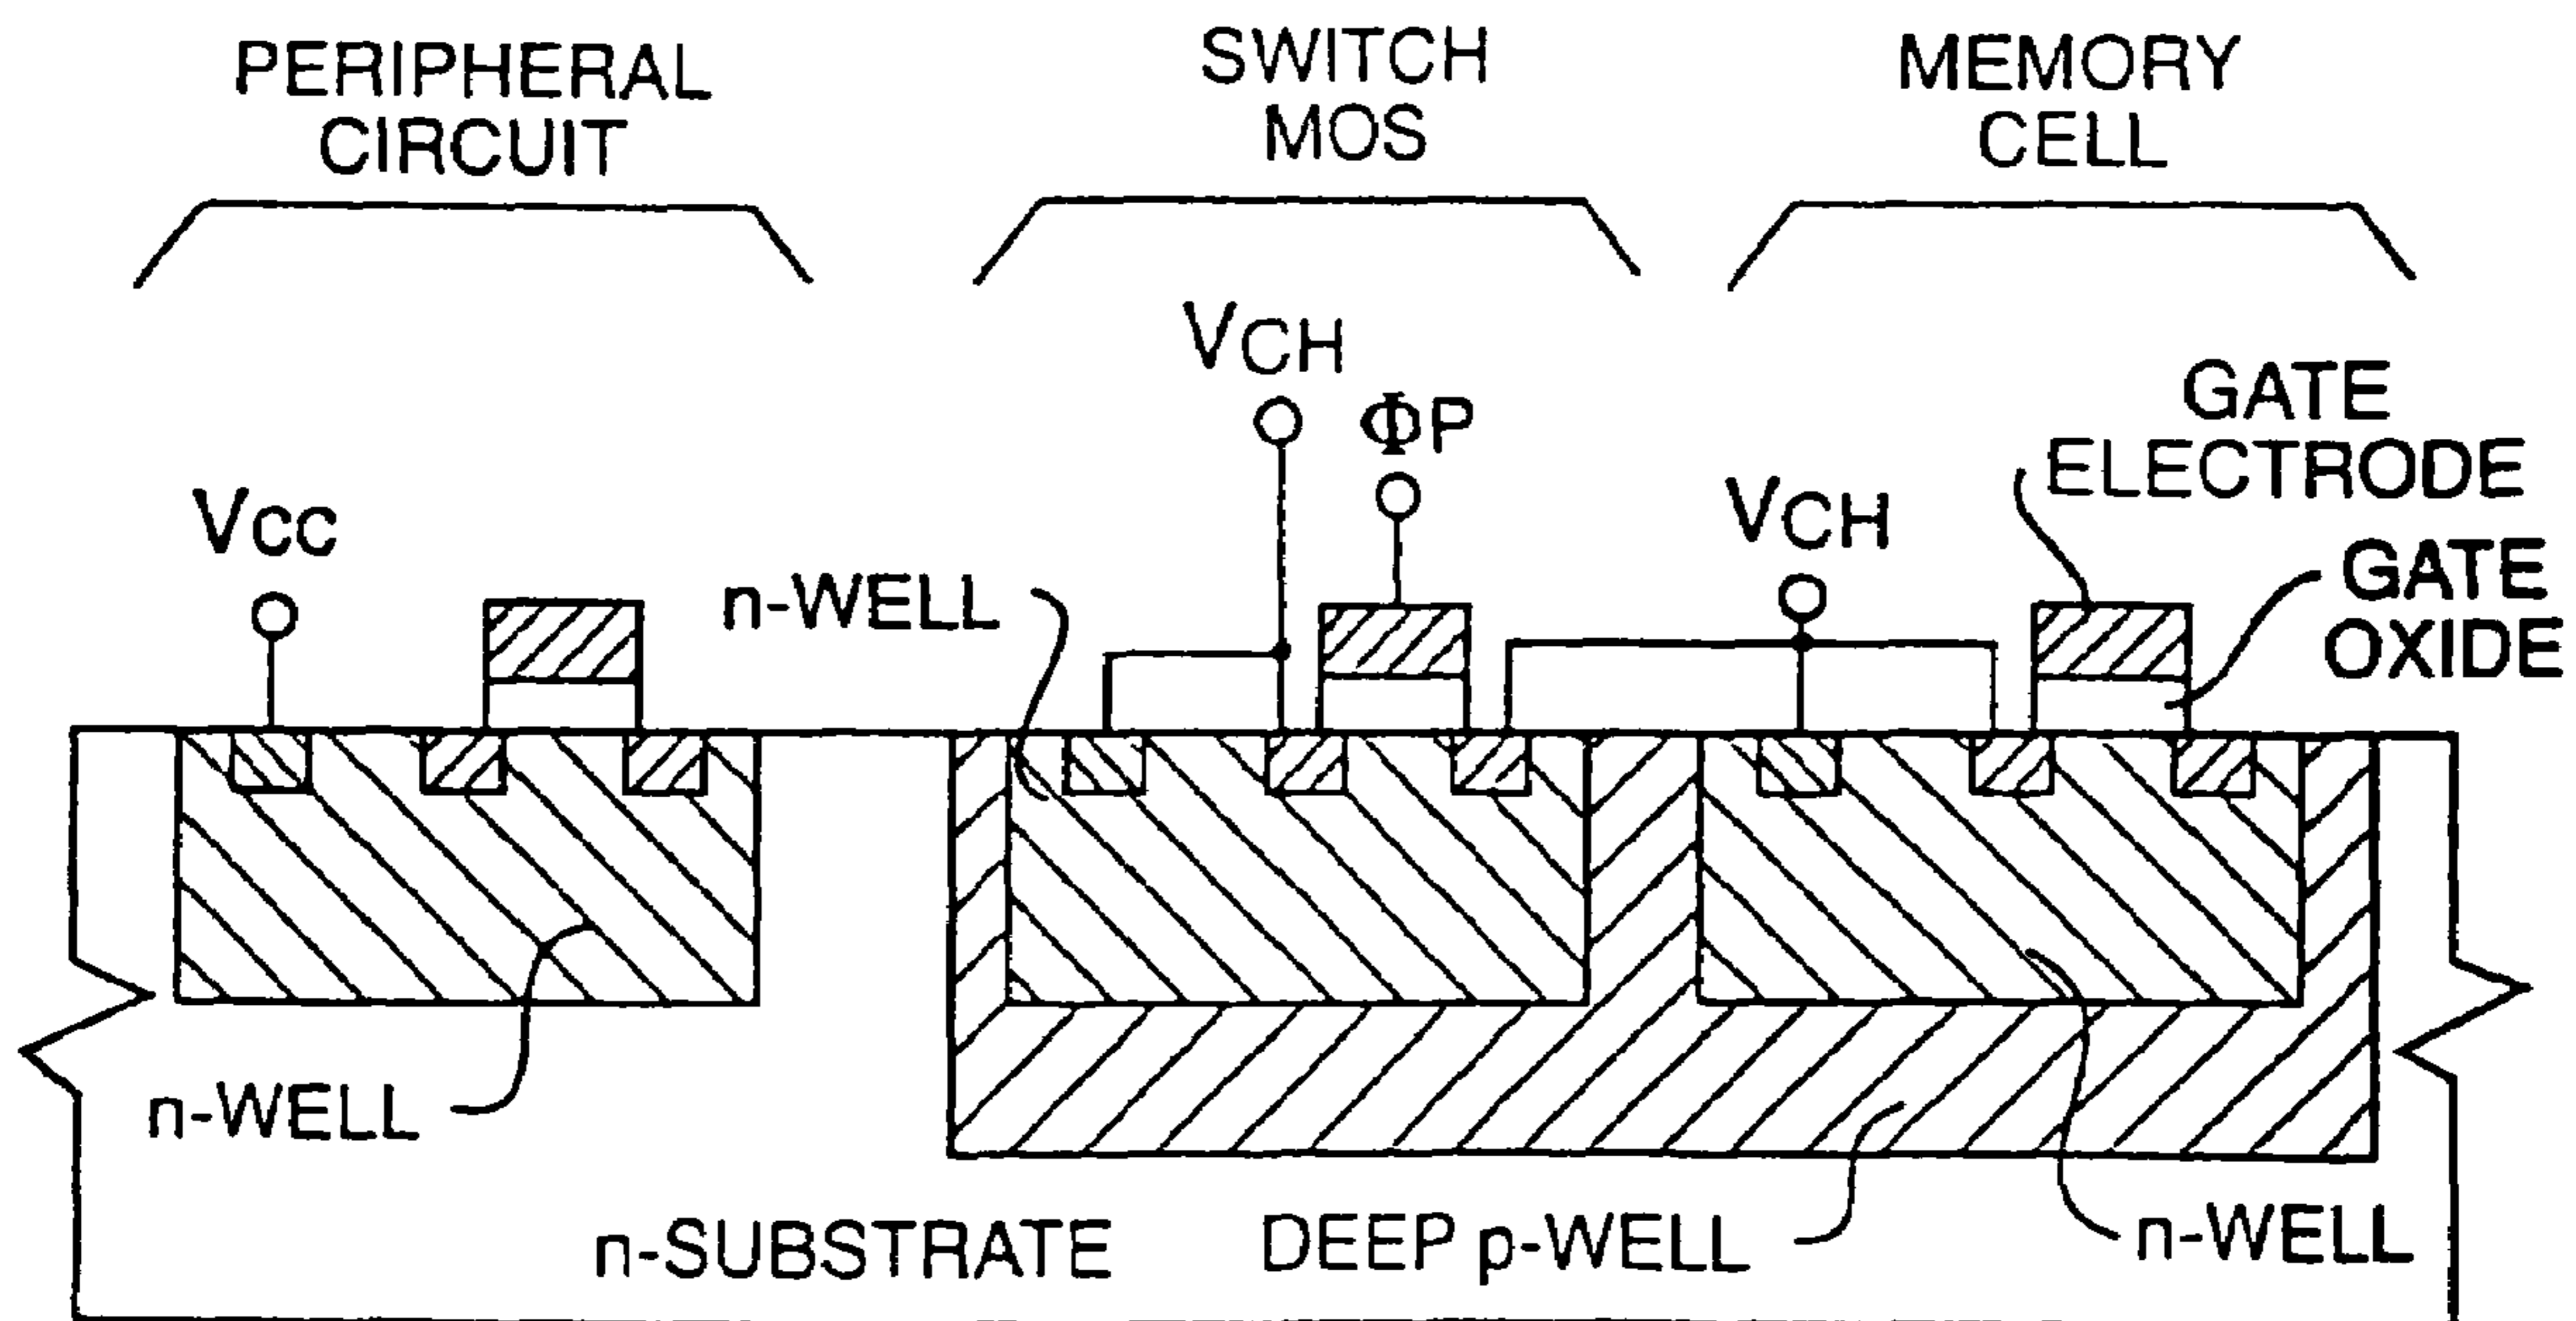 PERIPHERAL
CIRCUIT
SWITCH
MOS
MEMORY
CELL
VCH
ΦP
GATE
ELECTRODE
VCC
VCH
GATE
OXIDE
n-WELL
n-WELL
n-SUBSTRATE
DEEP p-WELL
n-WELL